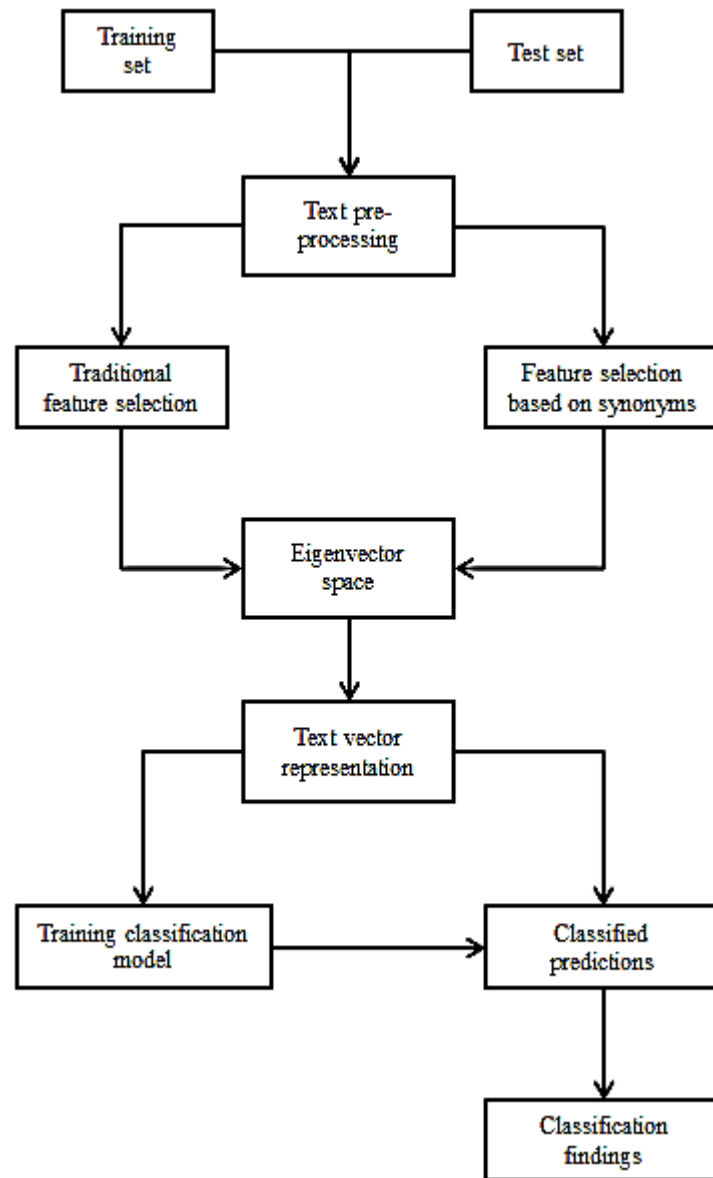 Training
set
Test set
Text pre-
processing
Traditional
feature selection
Feature selection
based on synonyms
Eigenvector
space
Text vector
representation
Training classification
model
Classified
predictions
Classification
findings